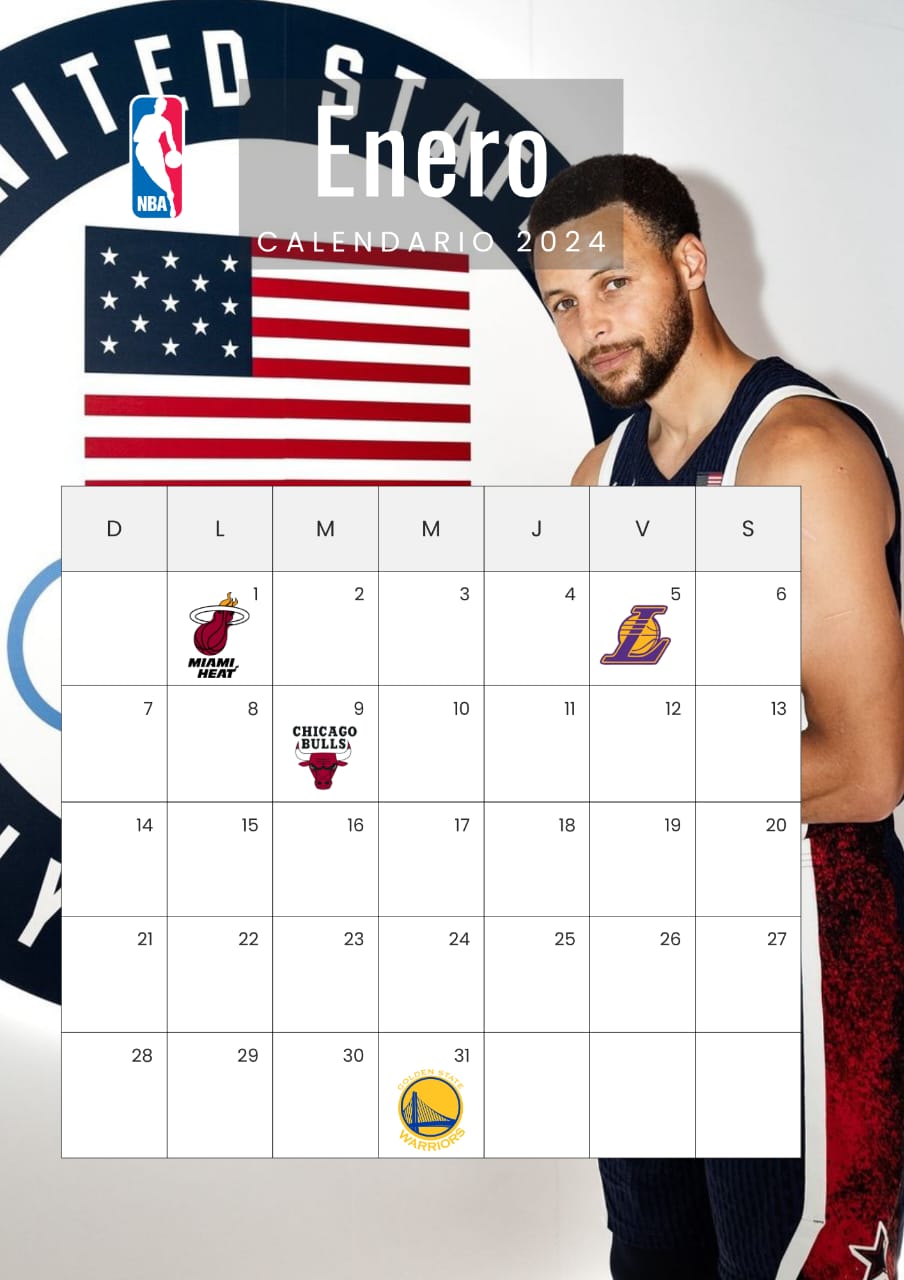 UNITED STAT
NBA
Enero
CALENDARIO 2024
D L M M J V S
1 2 3 4 5 6
MIAMI
HEAT
L
7 8 9 10 11 12 13
CHICAGO
BULLS
14 15 16 17 18 19 20
Y
21 22 23 24 25 26 27
28 29 30 31
GOLDEN STATE
WARRIORS